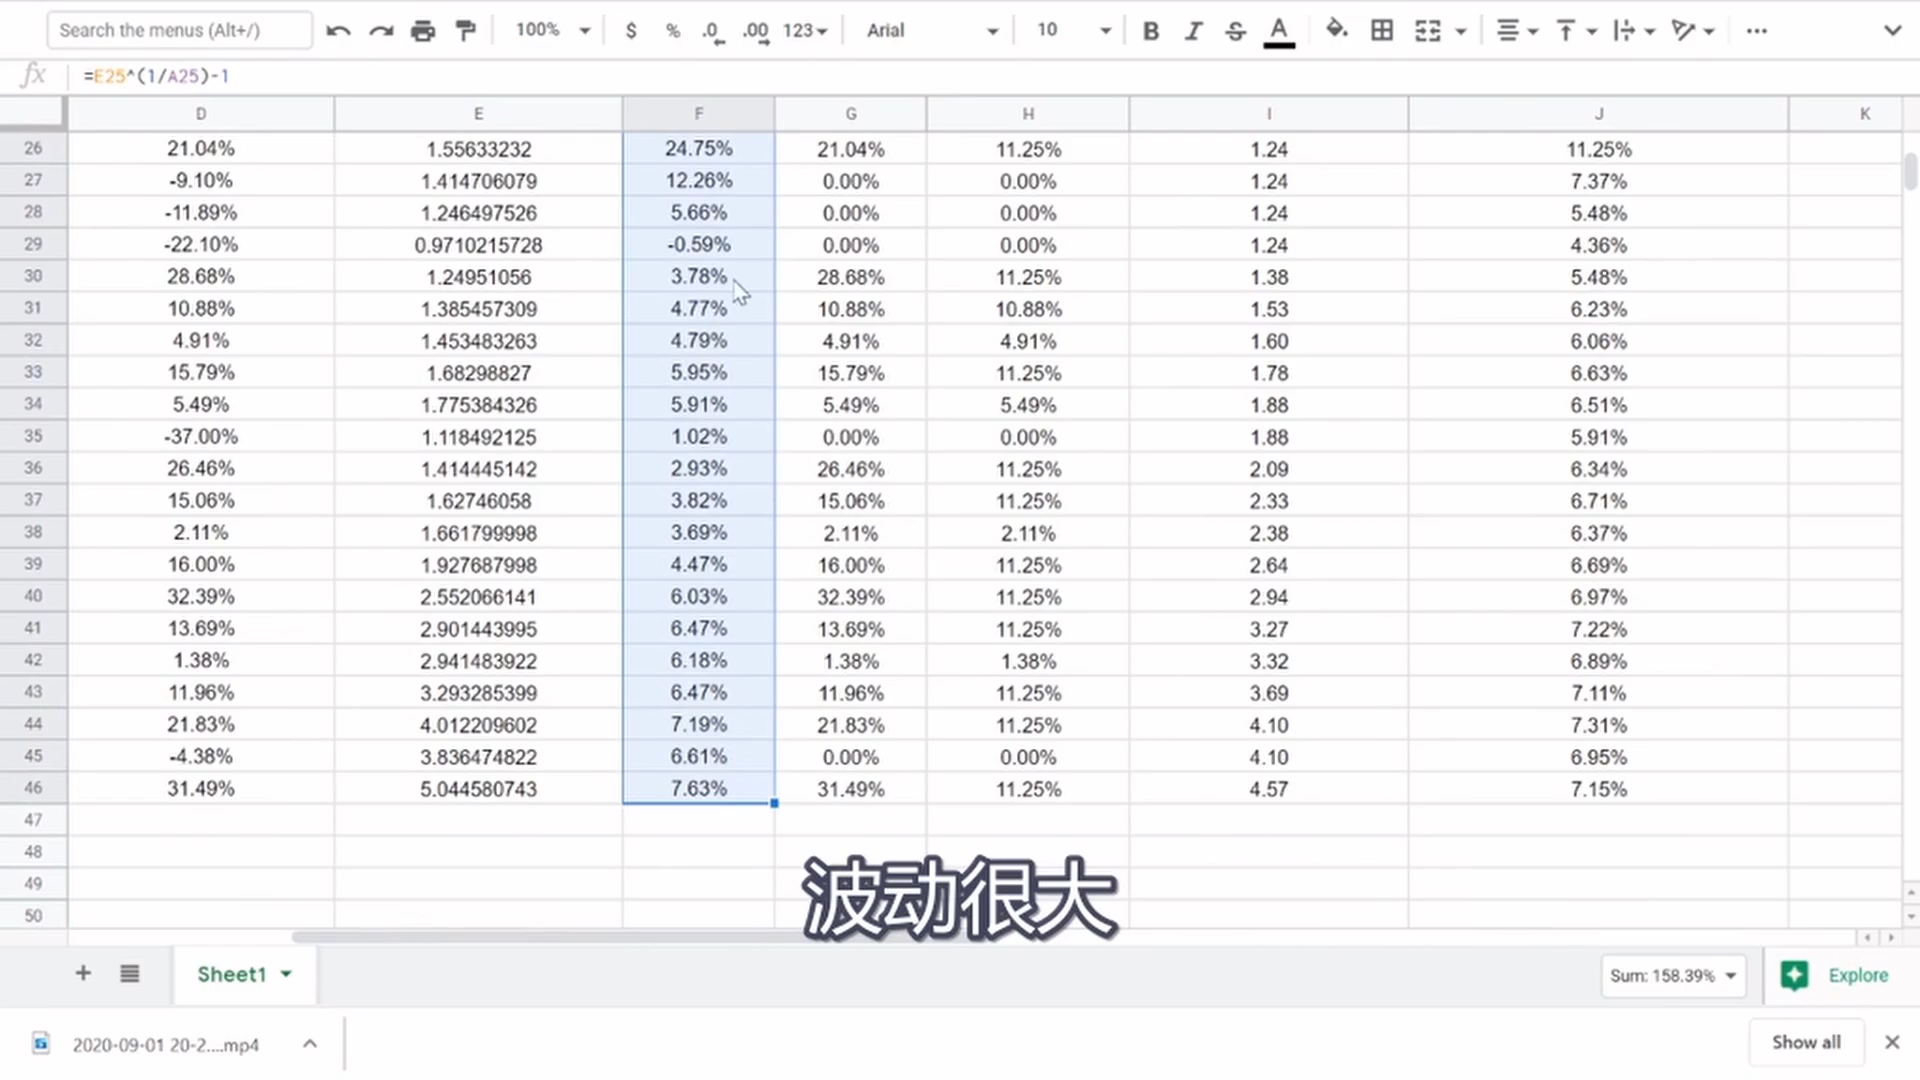 Search the menus (Alt+/) 100% $ % .0 .00 123 Arial 10 B I S A ...
fx =E25^(1/A25)-1
D E F G H I J K
26 21.04% 1.55633232 24.75% 21.04% 11.25% 1.24 11.25%
27 -9.10% 1.414706079 12.26% 0.00% 0.00% 1.24 7.37%
28 -11.89% 1.246497526 5.66% 0.00% 0.00% 1.24 5.48%
29 -22.10% 0.9710215728 -0.59% 0.00% 0.00% 1.24 4.36%
30 28.68% 1.24951056 3.78% 28.68% 11.25% 1.38 5.48%
31 10.88% 1.385457309 4.77% 10.88% 10.88% 1.53 6.23%
32 4.91% 1.453483263 4.79% 4.91% 4.91% 1.60 6.06%
33 15.79% 1.68298827 5.95% 15.79% 11.25% 1.78 6.63%
34 5.49% 1.775384326 5.91% 5.49% 5.49% 1.88 6.51%
35 -37.00% 1.118492125 1.02% 0.00% 0.00% 1.88 5.91%
36 26.46% 1.414445142 2.93% 26.46% 11.25% 2.09 6.34%
37 15.06% 1.62746058 3.82% 15.06% 11.25% 2.33 6.71%
38 2.11% 1.661799998 3.69% 2.11% 2.11% 2.38 6.37%
39 16.00% 1.927687998 4.47% 16.00% 11.25% 2.64 6.69%
40 32.39% 2.552066141 6.03% 32.39% 11.25% 2.94 6.97%
41 13.69% 2.901443995 6.47% 13.69% 11.25% 3.27 7.22%
42 1.38% 2.941483922 6.18% 1.38% 1.38% 3.32 6.89%
43 11.96% 3.293285399 6.47% 11.96% 11.25% 3.69 7.11%
44 21.83% 4.012209602 7.19% 21.83% 11.25% 4.10 7.31%
45 -4.38% 3.836474822 6.61% 0.00% 0.00% 4.10 6.95%
46 31.49% 5.044580743 7.63% 31.49% 11.25% 4.57 7.15%
47
48
49
50
波动很大
Sheet1 Sum: 158.39% Explore
2020-09-01 20-2....mp4 Show all